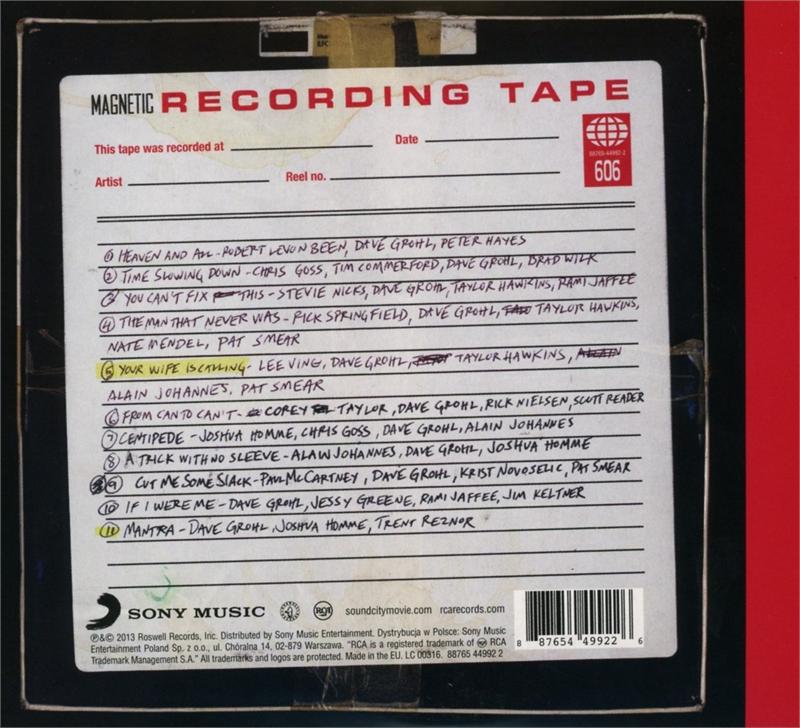 MAGNETIC RECORDING TAPE
This tape was recorded at
Date
Artist
Reel no.
88765-44992 2
606
① HEAVEN AND ALL - ROBERT LEVON BEEN, DAVE GROHL, PETER HAYES
② TIME SLOWING DOWN - CHRIS GOSS, TIM COMMERFORD, DAVE GROHL, BRAD WILK
③ YOU CAN'T FIX THIS - STEVIE NICKS, DAVE GROHL, TAYLOR HAWKINS, RAMI JAFFEE
④ THE MAN THAT NEVER WAS - RICK SPRINGFIELD, DAVE GROHL, TAYLOR HAWKINS,
NATE MENDEL, PAT SMEAR
⑤ YOUR WIFE IS CALLING - LEE VING, DAVE GROHL, TAYLOR HAWKINS, ALAIN
ALAIN JOHANNES, PAT SMEAR
⑥ FROM CAN TO CAN'T - COREY TAYLOR, DAVE GROHL, RICK NIELSEN, SCOTT READER
⑦ CENTIPEDE - JOSHUA HOMME, CHRIS GOSS, DAVE GROHL, ALAIN JOHANNES
⑧ A TRICK WITH NO SLEEVE - ALAIN JOHANNES, DAVE GROHL, JOSHUA HOMME
⑨ CUT ME SOME SLACK - PAUL McCARTNEY, DAVE GROHL, KRIST NOVOSELIC, PAT SMEAR
⑩ IF I WERE ME - DAVE GROHL, JESSY GREENE, RAMI JAFFEE, JIM KELTNER
⑪ MANTRA - DAVE GROHL, JOSHUA HOMME, TRENT REZNOR
SONY MUSIC RCA soundcitymovie.com rcarecords.com
℗&© 2013 Roswell Records, Inc. Distributed by Sony Music Entertainment. Dystrybucja w Polsce: Sony Music
Entertainment Poland Sp. z o.o., ul. Chóralna 14, 02-879 Warszawa. "RCA is a registered trademark of RCA
Trademark Management S.A." All trademarks and logos are protected. Made in the EU. LC 00316. 88765 44992 2
8 87654 49922 6